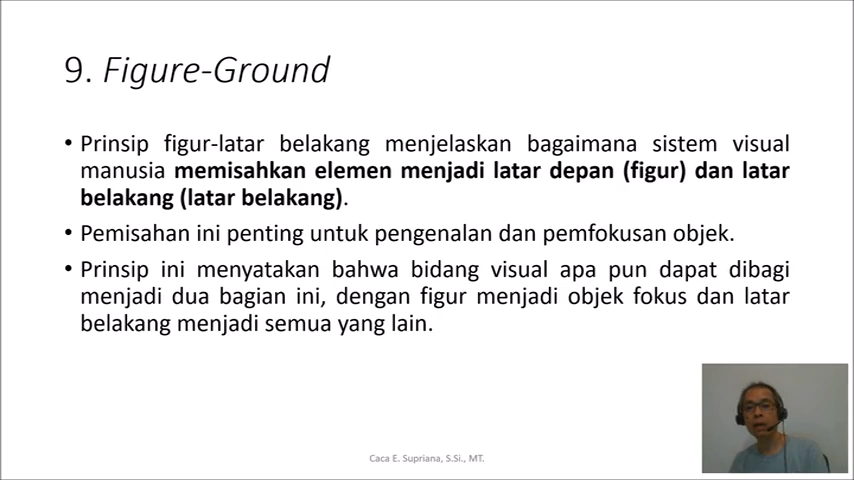 9. Figure-Ground
• Prinsip figur-latar belakang menjelaskan bagaimana sistem visual
manusia memisahkan elemen menjadi latar depan (figur) dan latar
belakang (latar belakang).
• Pemisahan ini penting untuk pengenalan dan pemfokusan objek.
• Prinsip ini menyatakan bahwa bidang visual apa pun dapat dibagi
menjadi dua bagian ini, dengan figur menjadi objek fokus dan latar
belakang menjadi semua yang lain.
Caca E. Supriana, S.Si., MT.